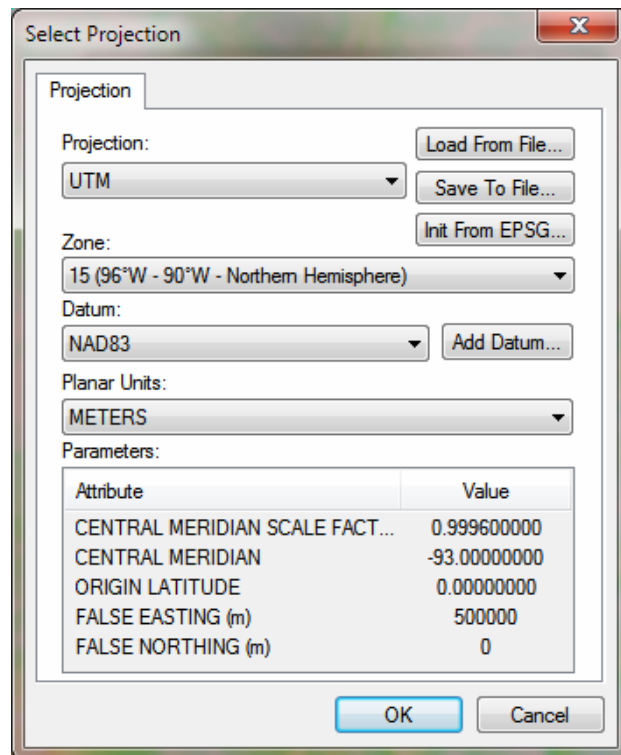 Select Projection
Projection
Projection:
Load From File...
UTM
Save To File...
Init From EPSG...
Zone:
15 (96°W - 90°W - Northern Hemisphere)
Datum:
NAD83
Add Datum...
Planar Units:
METERS
Parameters:
Attribute Value
CENTRAL MERIDIAN SCALE FACT... 0.999600000
CENTRAL MERIDIAN -93.00000000
ORIGIN LATITUDE 0.00000000
FALSE EASTING (m) 500000
FALSE NORTHING (m) 0
OK Cancel